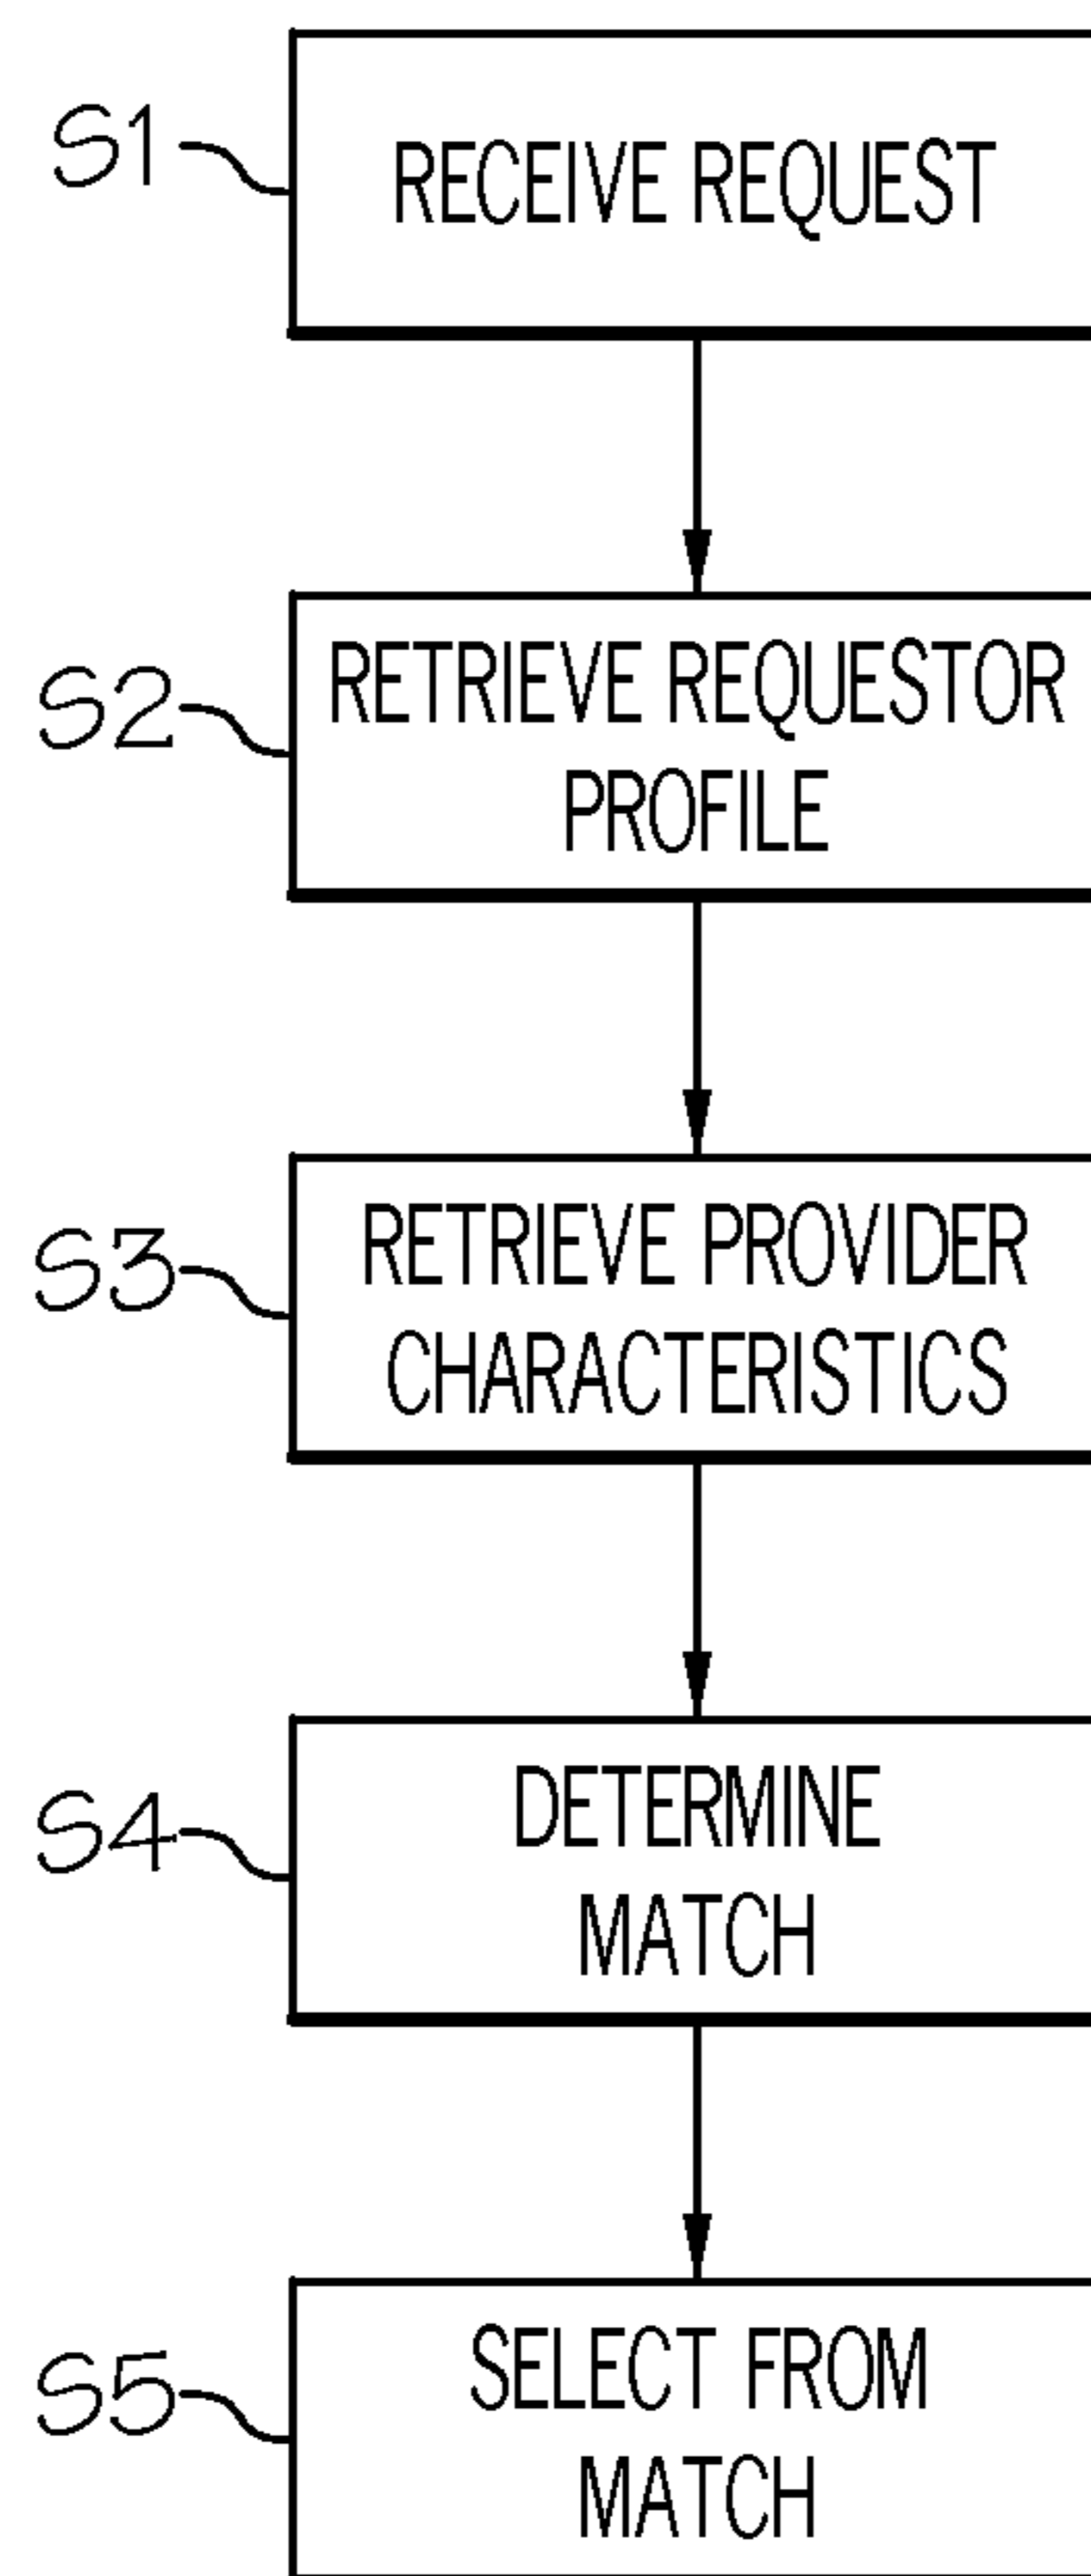 S1
RECEIVE REQUEST
S2
RETRIEVE REQUESTOR
PROFILE
S3
RETRIEVE PROVIDER
CHARACTERISTICS
S4
DETERMINE
MATCH
S5
SELECT FROM
MATCH